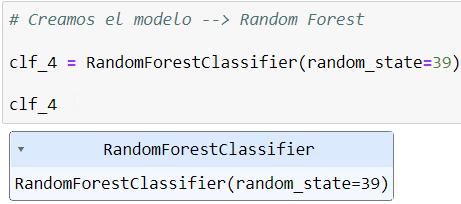 # Creamos el modelo --> Random Forest
clf_4 = RandomForestClassifier(random_state=39)
clf_4
RandomForestClassifier
RandomForestClassifier(random_state=39)